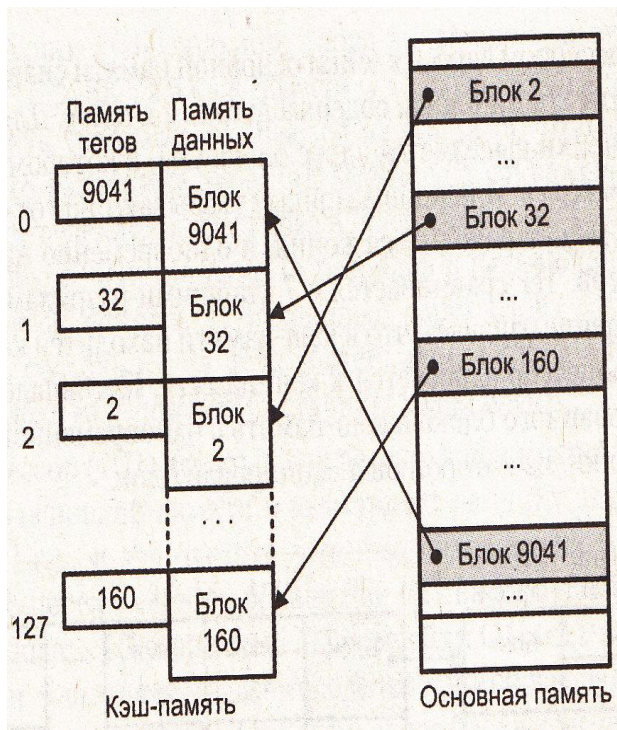 Память
тегов
Память
данных
0
9041
Блок
9041
1
32
Блок
32
2
2
Блок
2
. . .
127
160
Блок
160
Кэш-память
Блок 2
...
Блок 32
...
Блок 160
...
Блок 9041
...
Основная память